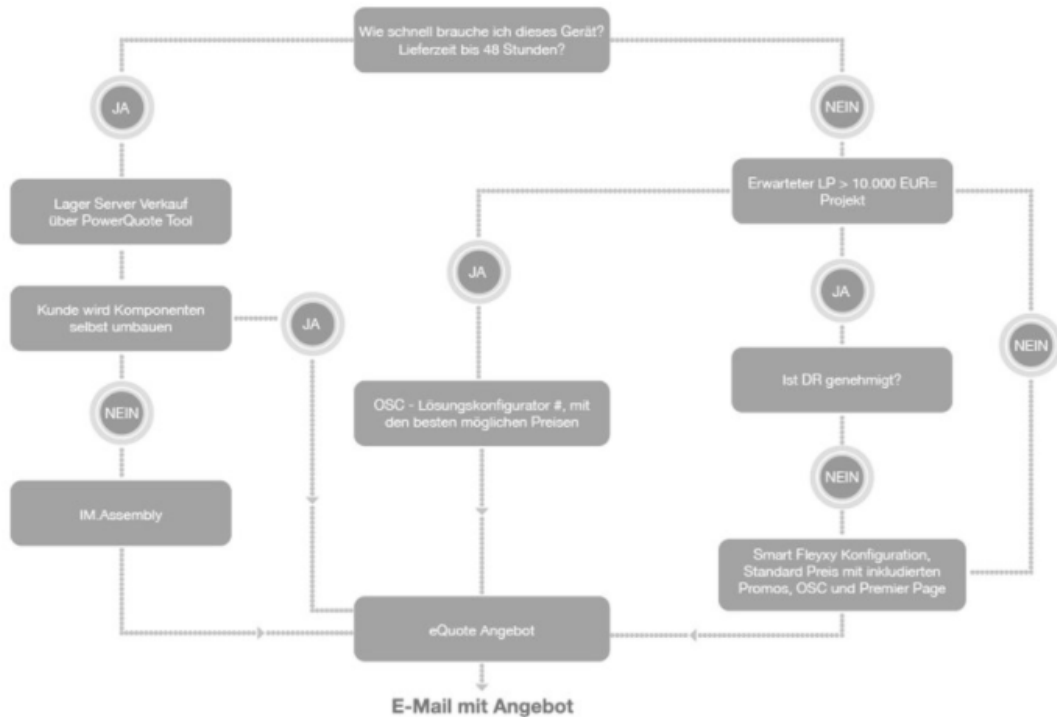 Wie schnell brauche ich dieses Gerät?
Lieferzeit bis 48 Stunden?
JA
NEIN
Lager Server Verkauf
über PowerQuote Tool
Erwarteter LP > 10.000 EUR=
Projekt
JA
JA
Kunde wird Komponenten
selbst umbauen
JA
NEIN
Ist DR genehmigt?
NEIN
OSC - Lösungskonfigurator #, mit
den besten möglichen Preisen
NEIN
IM.Assembly
Smart Fleyxy Konfiguration,
Standard Preis mit inkludierten
Promos, OSC und Premier Page
eQuote Angebot
E-Mail mit Angebot